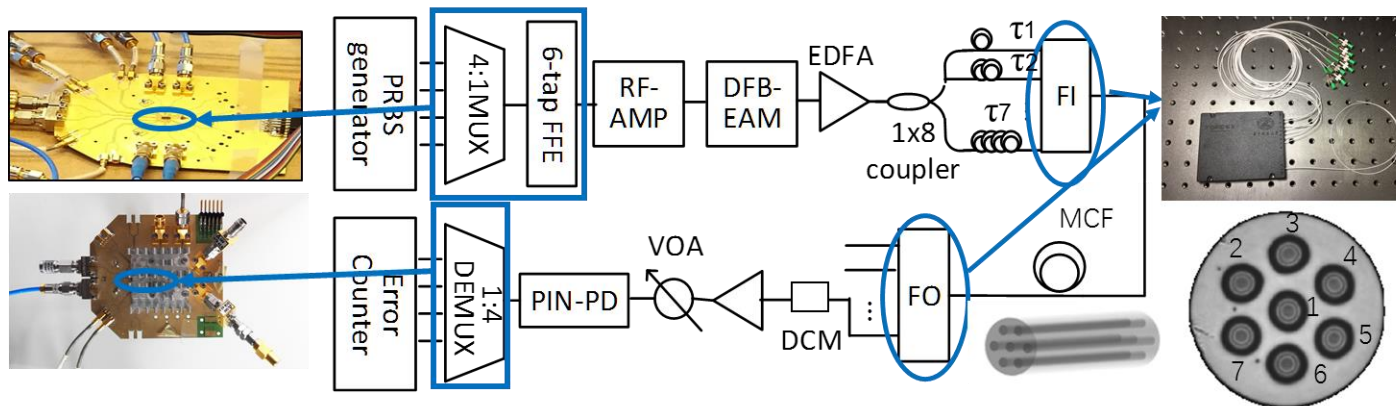 PRBS
generator
4:1MUX
6-tap FFE
RF-
AMP
DFB-
EAM
EDFA
1x8
coupler
τ1
τ2
τ7
FI
MCF
FO
...
DCM
VOA
PIN-PD
1:4
DEMUX
Error
Counter
3
2
4
1
5
7
6